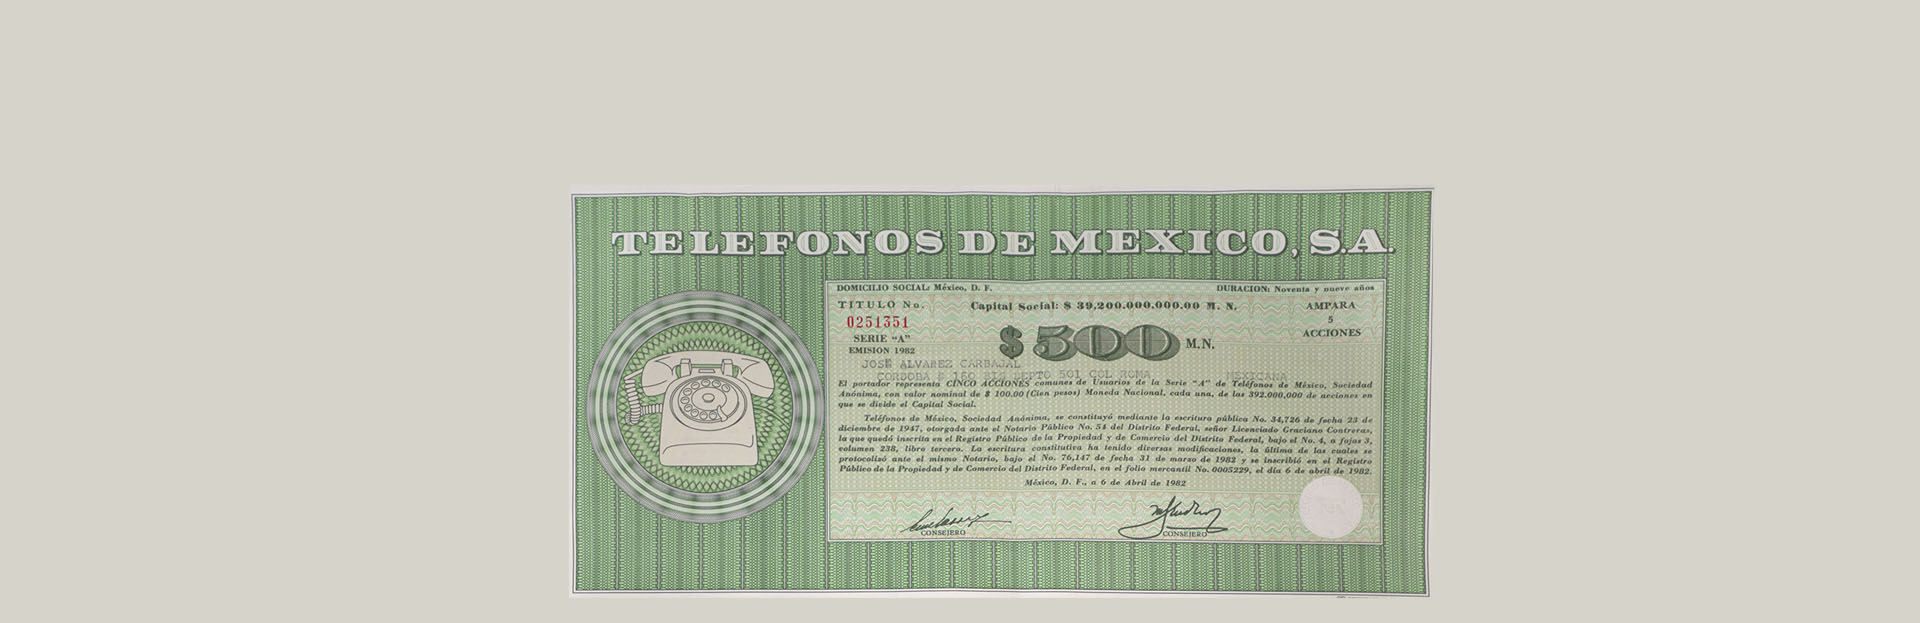 TELEFONOS DE MEXICO, S.A.
DOMICILIO SOCIAL: México, D. F. DURACION: Noventa y nueve años
TITULO No. Capital Social: $ 39,200.000,000.00 M. N. AMPARA
0251351 5
SERIE "A" $500 M.N. ACCIONES
EMISION 1982
JOSE ALVAREZ CARBAJAL
CORDOBA # 160 BIS DEPTO 501 COL ROMA MEXICANA
El portador representa CINCO ACCIONES comunes de Usuarios de la Serie "A" de Teléfonos de México, Sociedad
Anónima, con valor nominal de $ 100.00 (Cien pesos) Moneda Nacional, cada una, de las 392.000,000 de acciones en
que se divide el Capital Social.
Teléfonos de México, Sociedad Anónima, se constituyó mediante la escritura pública No. 34,726 de fecha 23 de
diciembre de 1947, otorgada ante el Notario Público No. 54 del Distrito Federal, señor Licenciado Graciano Contreras,
la que quedó inscrita en el Registro Público de la Propiedad y de Comercio del Distrito Federal, bajo el No. 4, a fojas 3,
volumen 238, libro tercero. La escritura constitutiva ha tenido diversas modificaciones, la última de las cuales se
protocolizó ante el mismo Notario, bajo el No. 76,147 de fecha 31 de marzo de 1982 y se inscribió en el Registro
Público de la Propiedad y de Comercio del Distrito Federal, en el folio mercantil No. 0005229, el día 6 de abril de 1982.
México, D. F., a 6 de Abril de 1982
CONSEJERO CONSEJERO